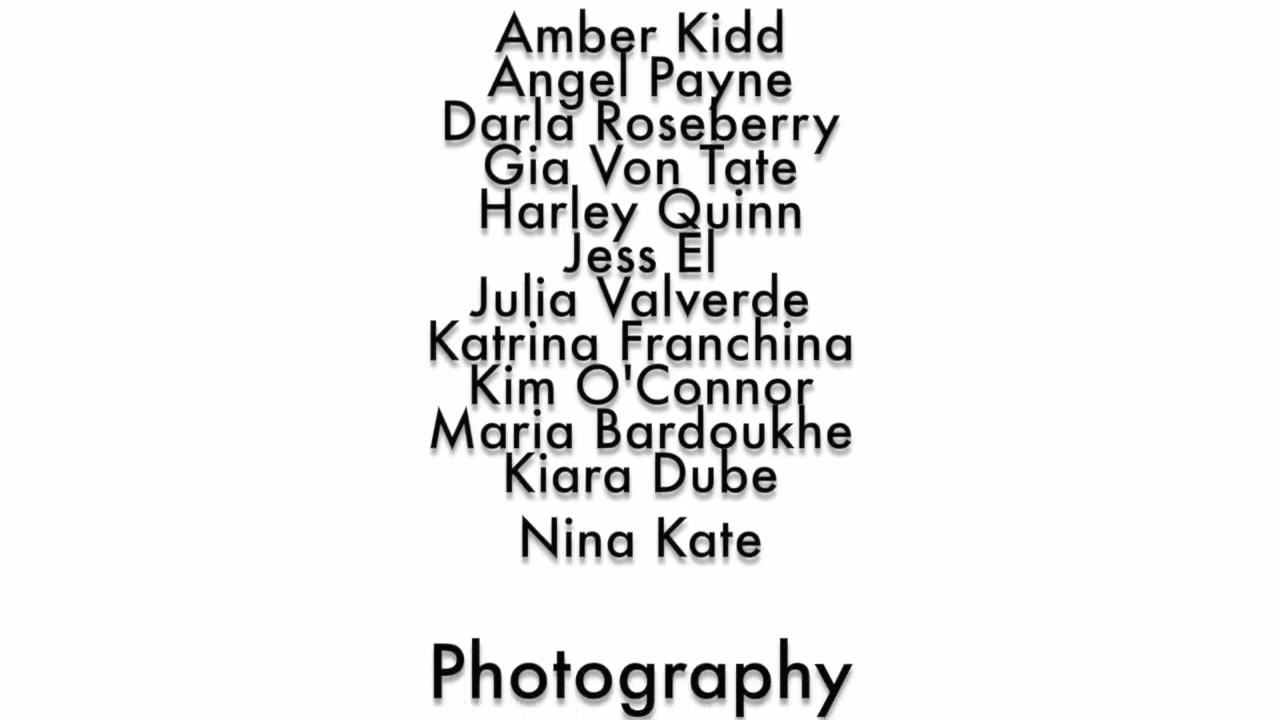 Amber Kidd
Angel Payne
Darla Roseberry
Gia Von Tate
Harley Quinn
Jess El
Julia Valverde
Katrina Franchina
Kim O'Connor
Maria Bardoukhe
Kiara Dube
Nina Kate
Photography